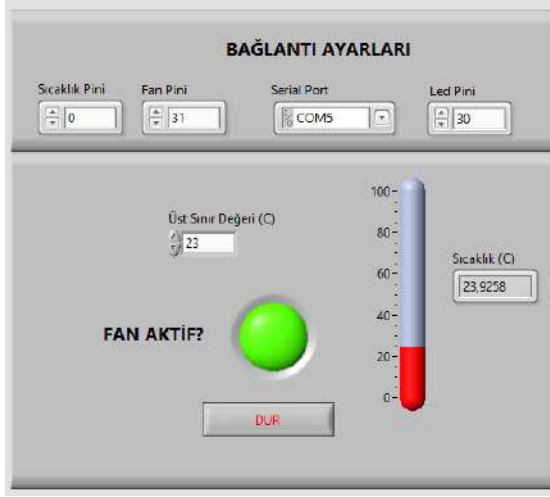 BAĞLANTI AYARLARI
Sıcaklık Pini
Fan Pini
Serial Port
Led Pini
0
31
COM5
30
Üst Sınır Değeri (C)
23
100
80
60
40
20
0
Sıcaklık (C)
23,9258
FAN AKTİF?
DUR